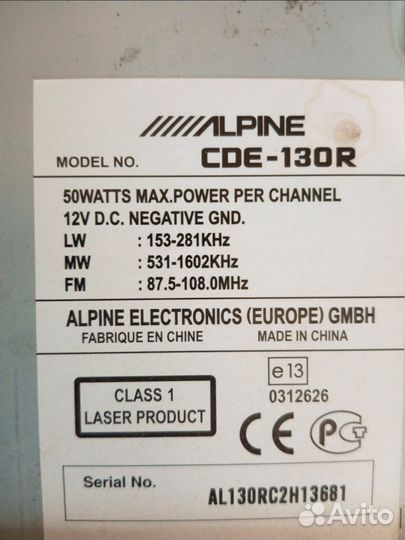 ALPINE
MODEL NO. CDE-130R
50WATTS MAX.POWER PER CHANNEL
12V D.C. NEGATIVE GND.
LW : 153-281KHz
MW : 531-1602KHz
FM : 87.5-108.0MHz
ALPINE ELECTRONICS (EUROPE) GMBH
FABRIQUE EN CHINE MADE IN CHINA
CLASS 1
LASER PRODUCT
e13
0312626
CE
Serial No.
AL130RC2H13681
Avito